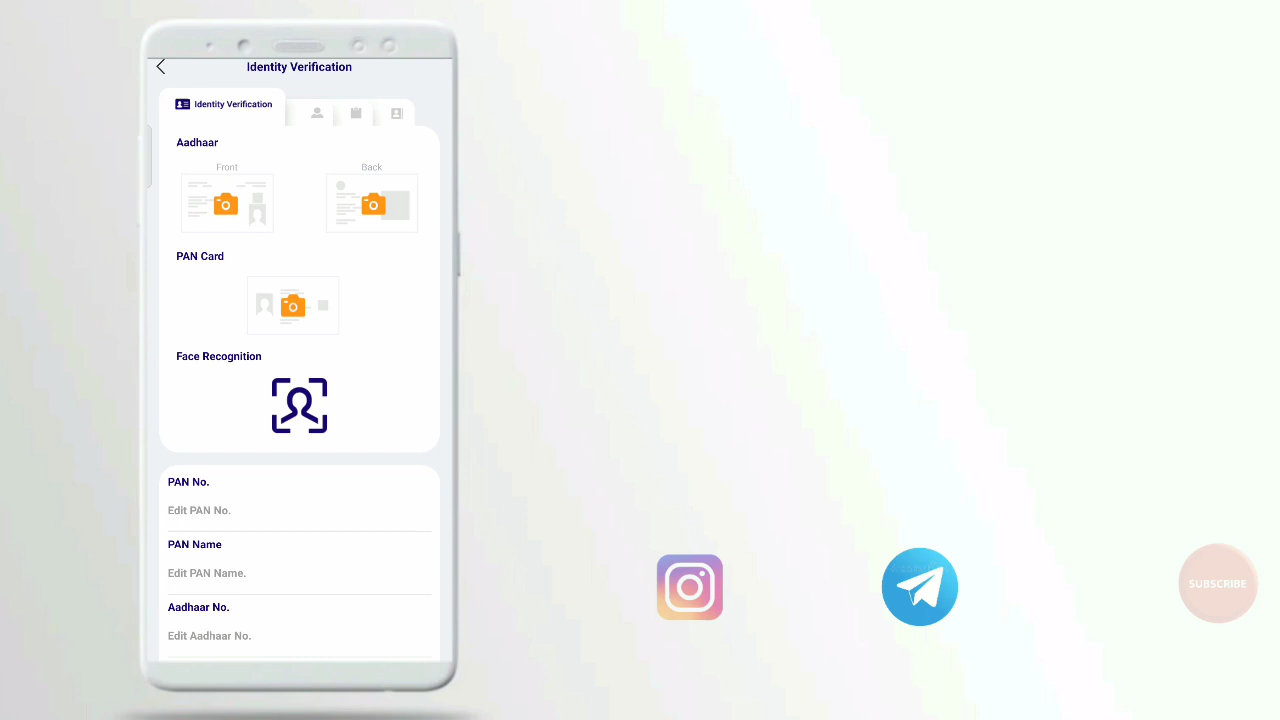 Identity Verification
Identity Verification
Aadhaar
Front
Back
PAN Card
Face Recognition
PAN No.
Edit PAN No.
PAN Name
Edit PAN Name.
Aadhaar No.
Edit Aadhaar No.
SUBSCRIBE